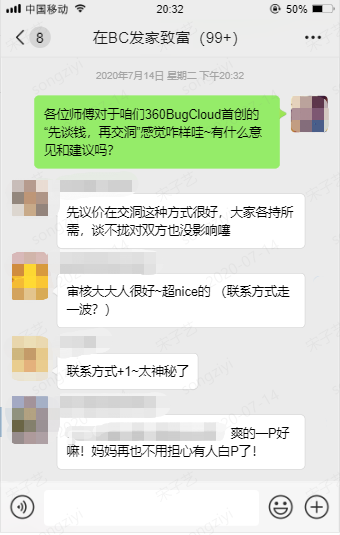 中国移动 20:32 50%
8 在BC发家致富（99+） ···
2020年7月14日 星期二 下午20:32
各位师傅对于咱们360BugCloud首创的
“先谈钱，再交洞”感觉咋样哇~有什么意
见和建议吗？
先议价在交洞这种方式很好，大家各持所
需，谈不拢对双方也没影响噻
审核大大人很好~超nice的 （联系方式走
一波？）
联系方式+1~太神秘了
爽的一P好
嘛！妈妈再也不用担心有人白P了！